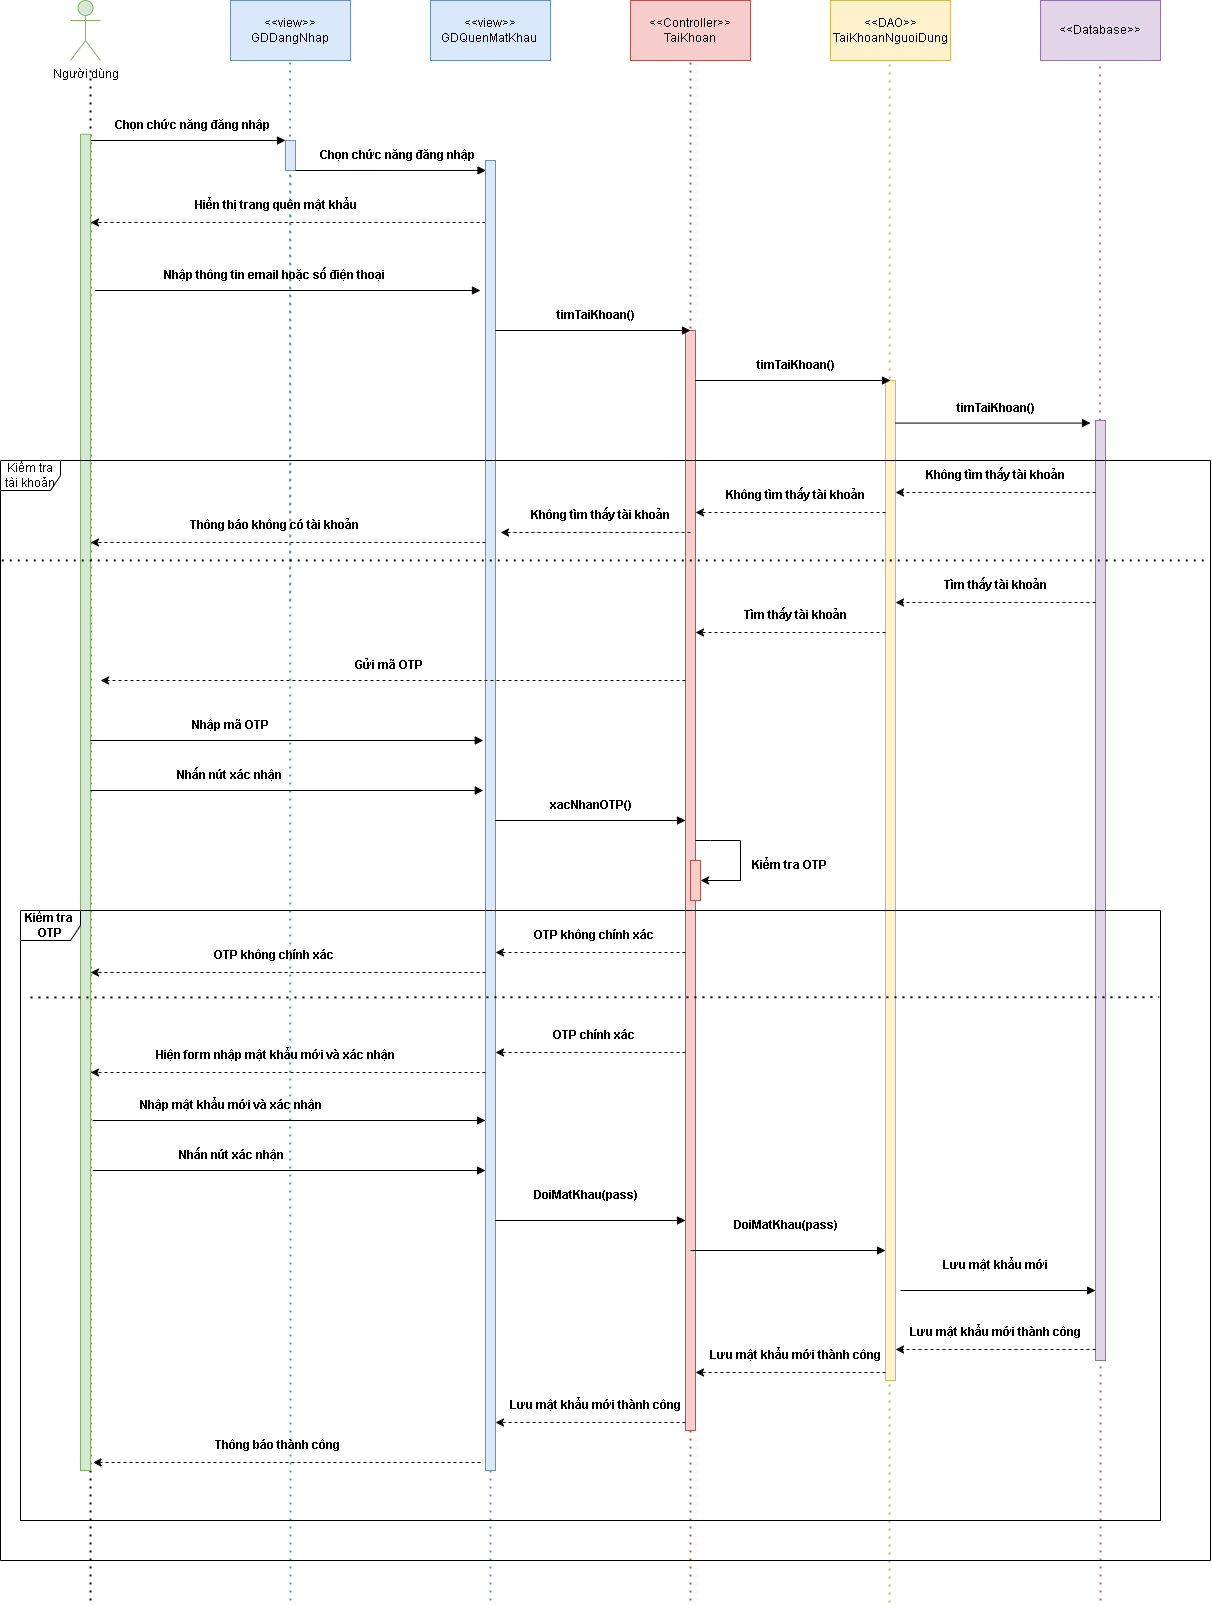 Người dùng
<<view>>
GDDangNhap
<<view>>
GDQuenMatKhau
<<Controller>>
TaiKhoan
<<DAO>>
TaiKhoanNguoiDung
<<Database>>
Chọn chức năng đăng nhập
Chọn chức năng đăng nhập
Hiển thị trang quên mật khẩu
Nhập thông tin email hoặc số điện thoại
timTaiKhoan()
timTaiKhoan()
timTaiKhoan()
Kiểm tra
tài khoản
Không tìm thấy tài khoản
Không tìm thấy tài khoản
Không tìm thấy tài khoản
Thông báo không có tài khoản
Tìm thấy tài khoản
Tìm thấy tài khoản
Gửi mã OTP
Nhập mã OTP
Nhấn nút xác nhận
xacNhanOTP()
Kiểm tra OTP
Kiểm tra
OTP
OTP không chính xác
OTP không chính xác
OTP chính xác
Hiện form nhập mật khẩu mới và xác nhận
Nhập mật khẩu mới và xác nhận
Nhấn nút xác nhận
DoiMatKhau(pass)
DoiMatKhau(pass)
Lưu mật khẩu mới
Lưu mật khẩu mới thành công
Lưu mật khẩu mới thành công
Lưu mật khẩu mới thành công
Thông báo thành công